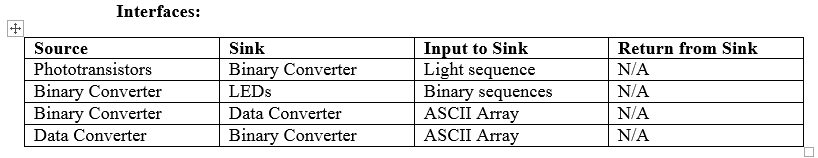 Interfaces:
Source Sink Input to Sink Return from Sink
Phototransistors Binary Converter Light sequence N/A
Binary Converter LEDs Binary sequences N/A
Binary Converter Data Converter ASCII Array N/A
Data Converter Binary Converter ASCII Array N/A